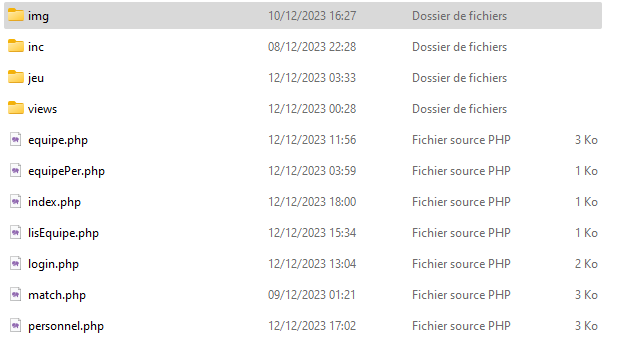 img 10/12/2023 16:27 Dossier de fichiers
inc 08/12/2023 22:28 Dossier de fichiers
jeu 12/12/2023 03:33 Dossier de fichiers
views 12/12/2023 00:28 Dossier de fichiers
equipe.php 12/12/2023 11:56 Fichier source PHP 3 Ko
equipePer.php 12/12/2023 03:59 Fichier source PHP 1 Ko
index.php 12/12/2023 18:00 Fichier source PHP 1 Ko
lisEquipe.php 12/12/2023 15:34 Fichier source PHP 1 Ko
login.php 12/12/2023 13:04 Fichier source PHP 2 Ko
match.php 09/12/2023 01:21 Fichier source PHP 3 Ko
personnel.php 12/12/2023 17:02 Fichier source PHP 3 Ko